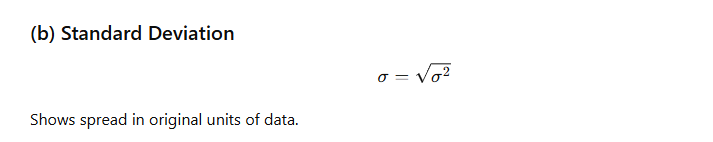 (b) Standard Deviation
σ = √σ²
Shows spread in original units of data.